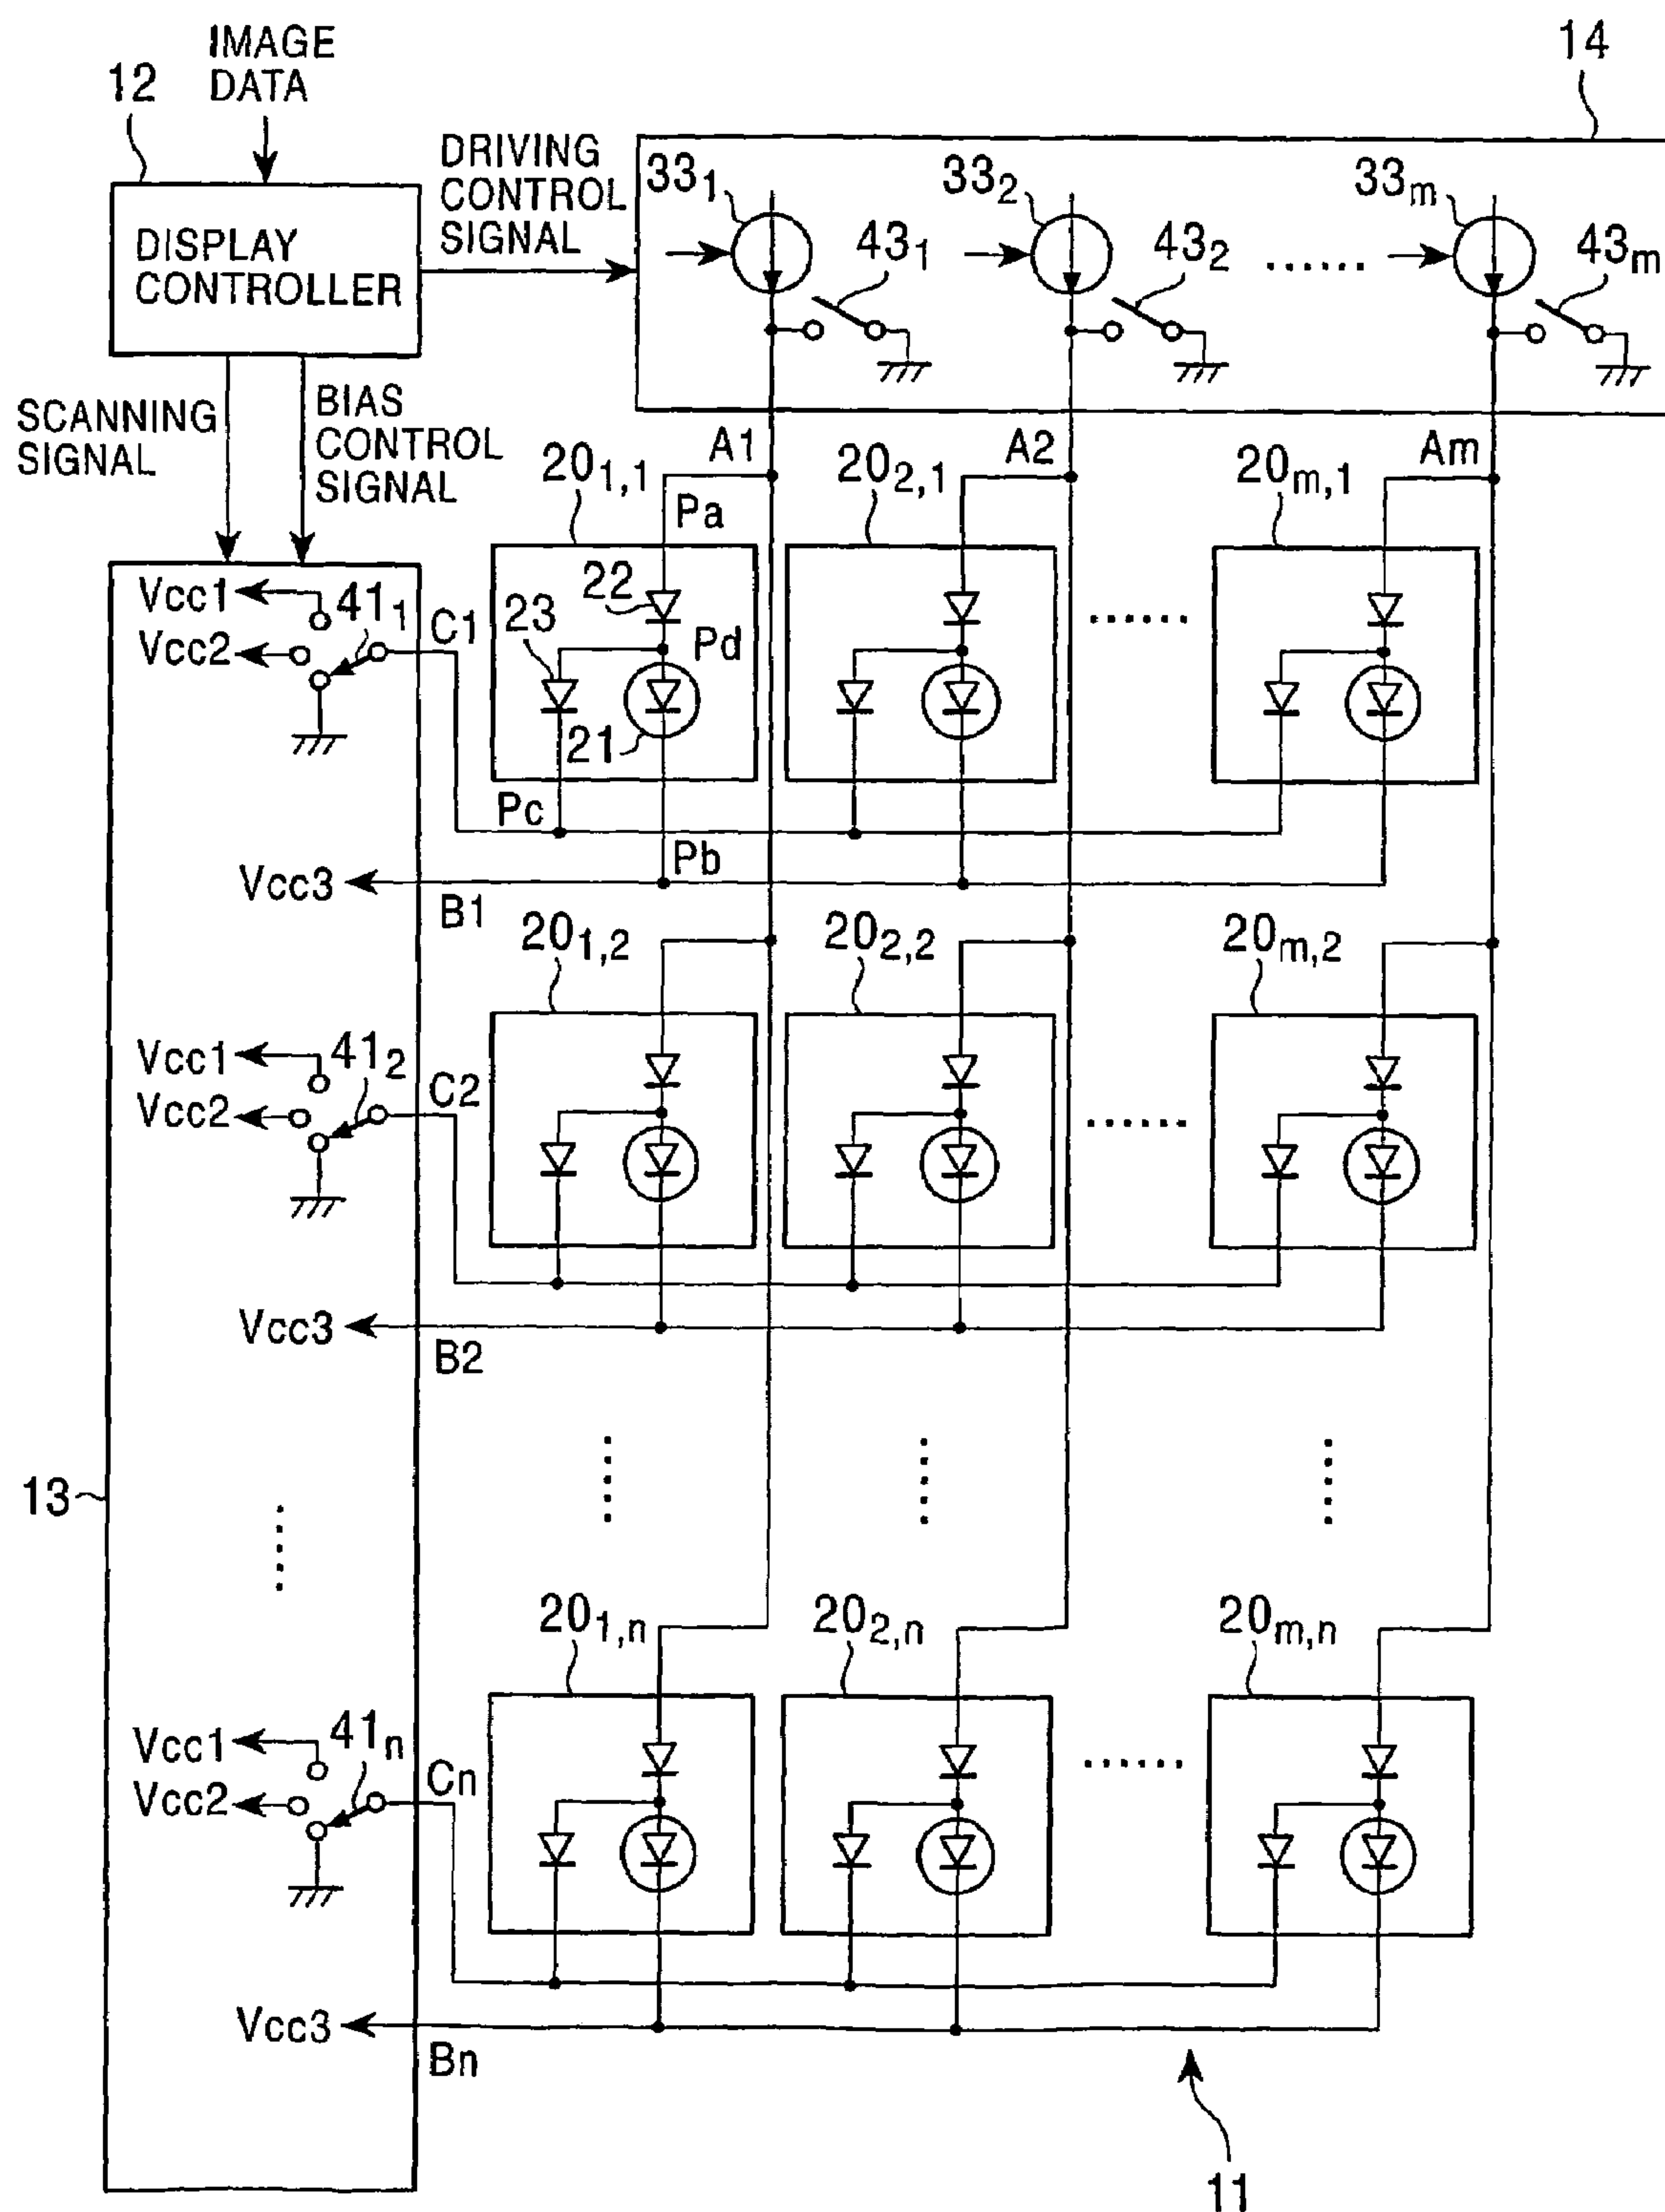 IMAGE
DATA
12
14
DRIVING
CONTROL
SIGNAL
DISPLAY
CONTROLLER
33₁
43₁
33₂
43₂
......
33ₘ
43ₘ
SCANNING
SIGNAL
BIAS
CONTROL
SIGNAL
A1
A2
Am
20₁,₁
20₂,₁
20ₘ,₁
Pa
Vcc1
Vcc2
41₁
C1
22
23
Pd
21
......
Pc
Pb
Vcc3
B1
20₁,₂
20₂,₂
20ₘ,₂
Vcc1
Vcc2
41₂
C2
......
Vcc3
B2
13
20₁,ₙ
20₂,ₙ
20ₘ,ₙ
Vcc1
Vcc2
41ₙ
Cn
......
Vcc3
Bn
11